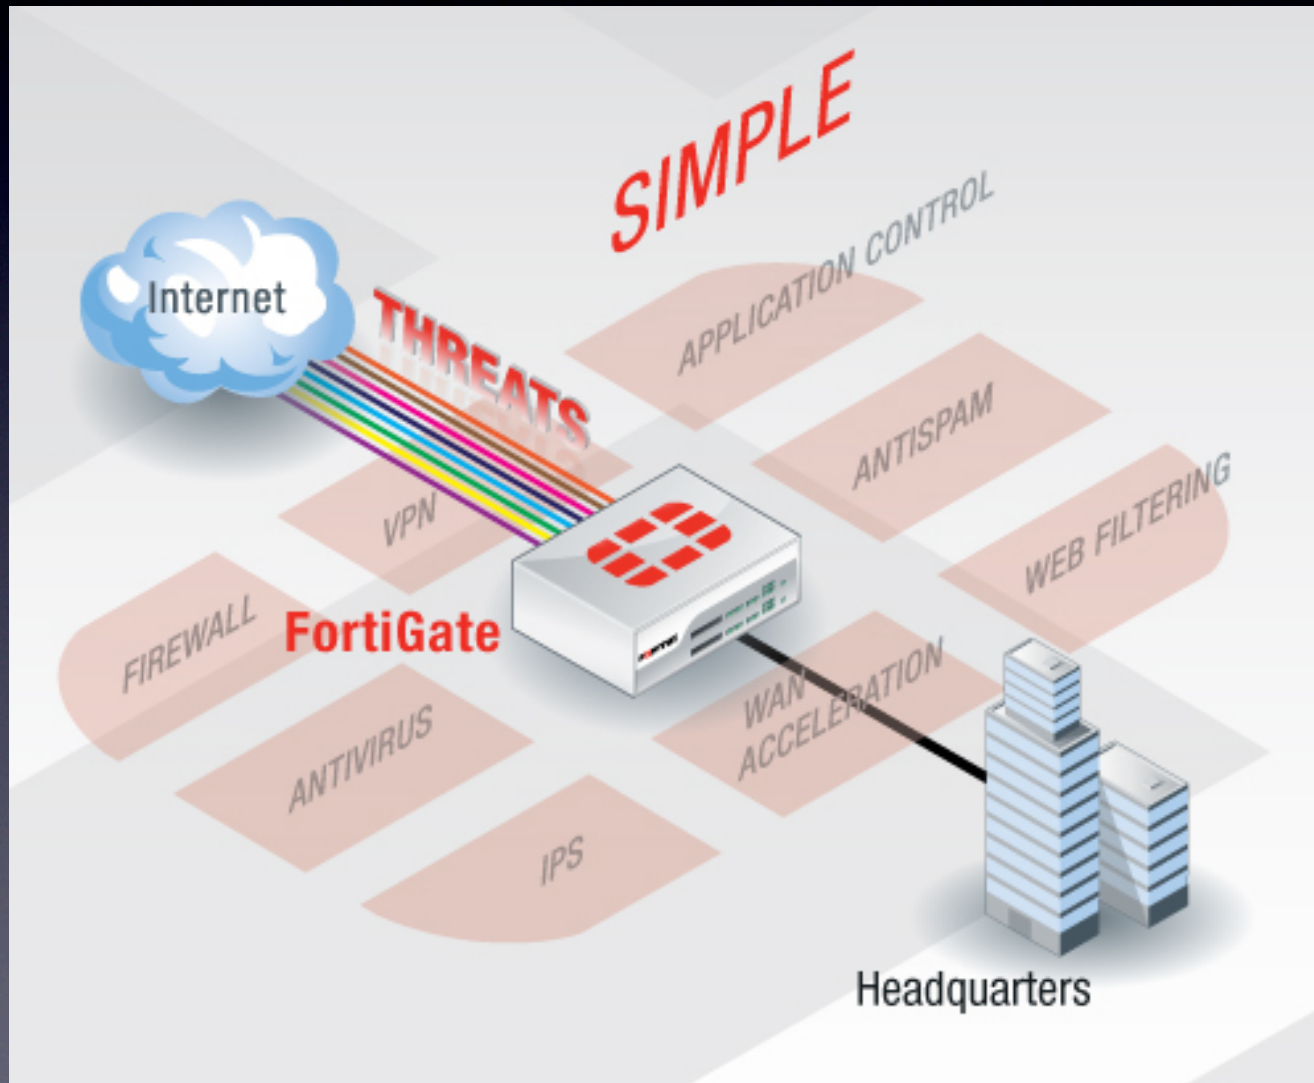 SIMPLE
APPLICATION CONTROL
Internet
THREATS
ANTISPAM
VPN
WEB FILTERING
FIREWALL
FortiGate
WAN
ACCELERATION
ANTIVIRUS
IPS
Headquarters